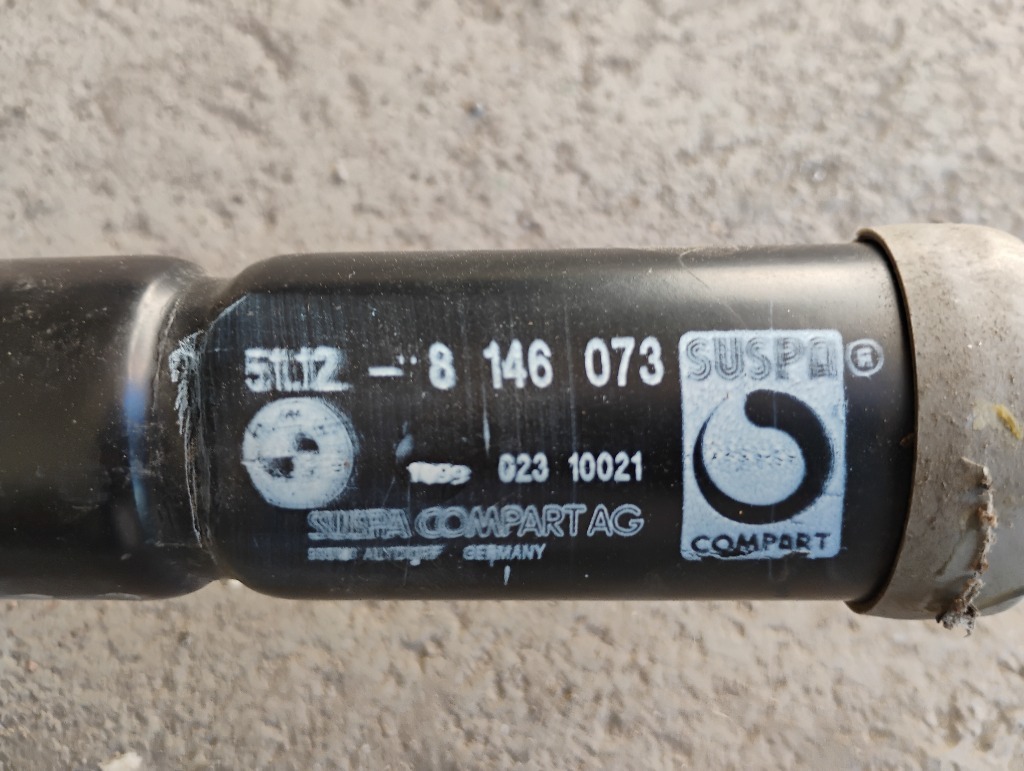 51.12 - 8 146 073
SUSPA ®
023 10021
SUSPA COMPART AG
GERMANY
COMPART